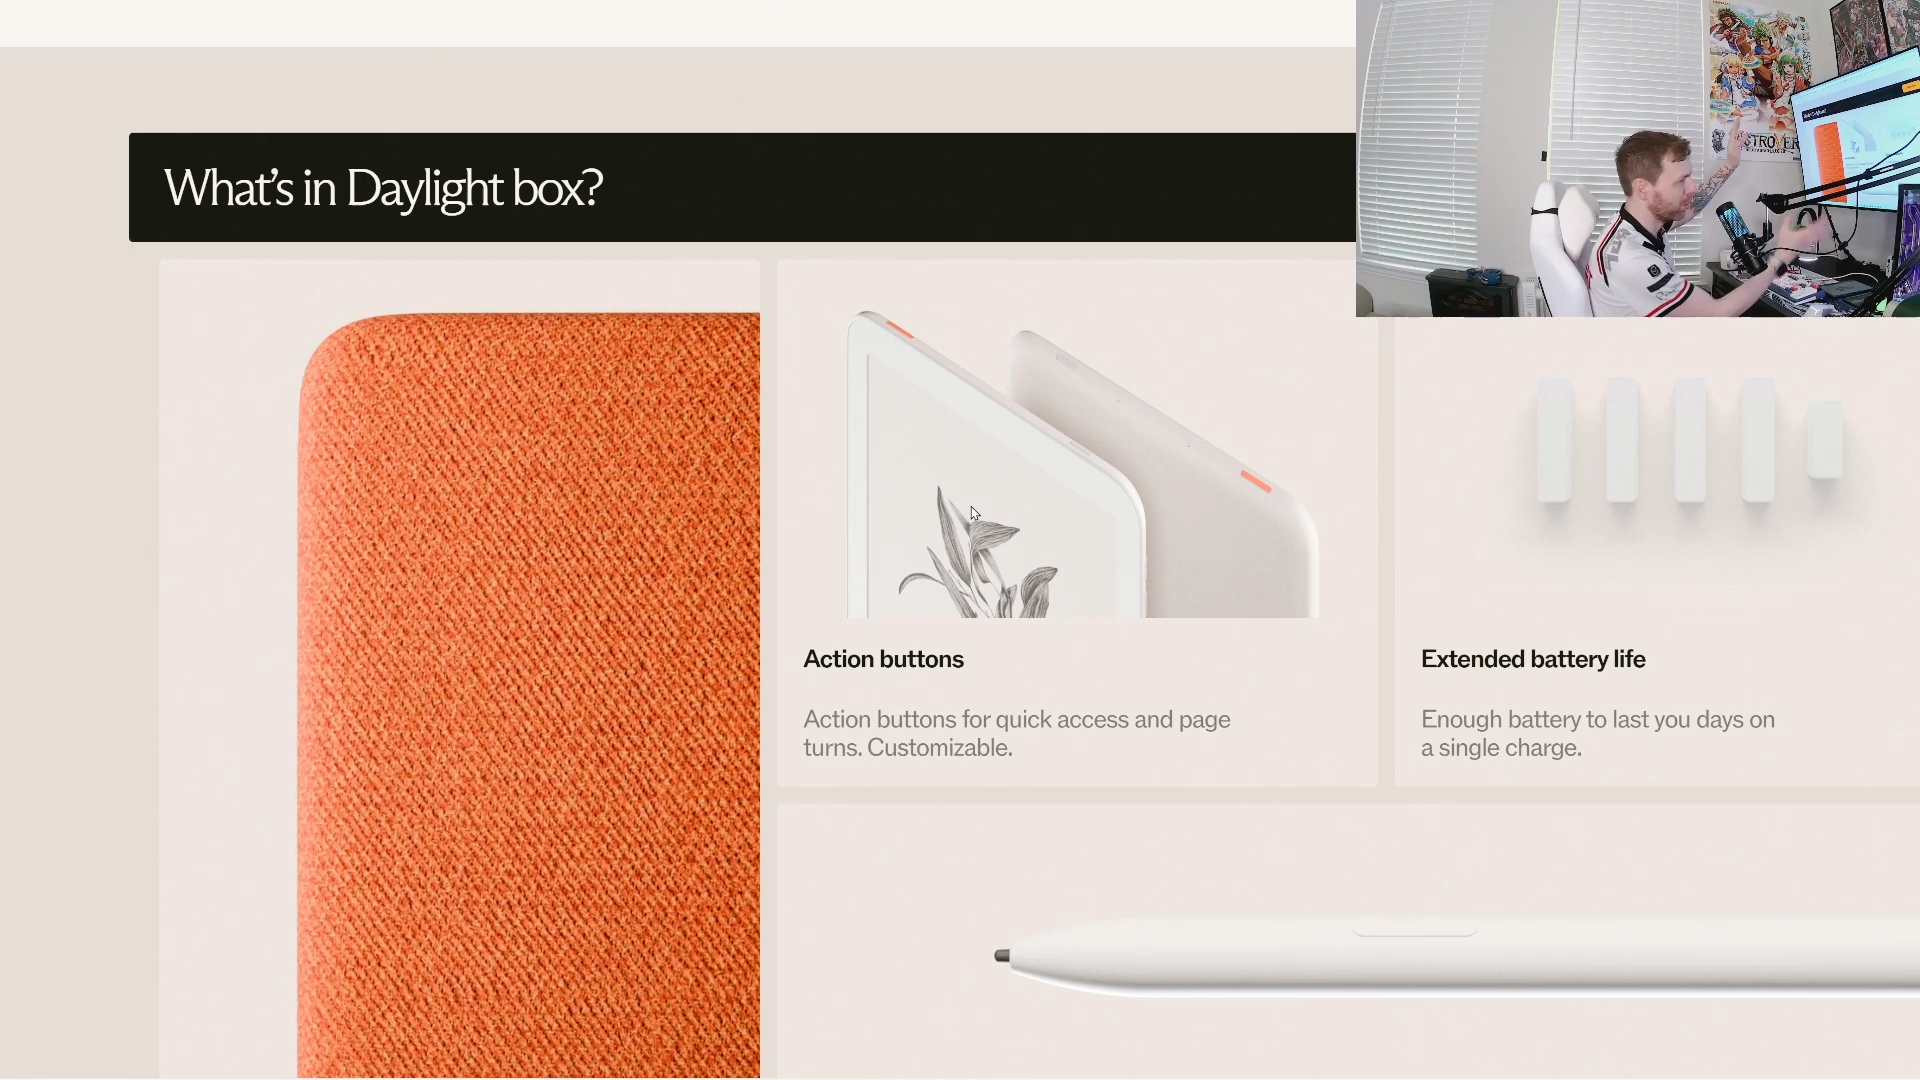 What's in Daylight box?
Action buttons
Action buttons for quick access and page
turns. Customizable.
Extended battery life
Enough battery to last you days on
a single charge.